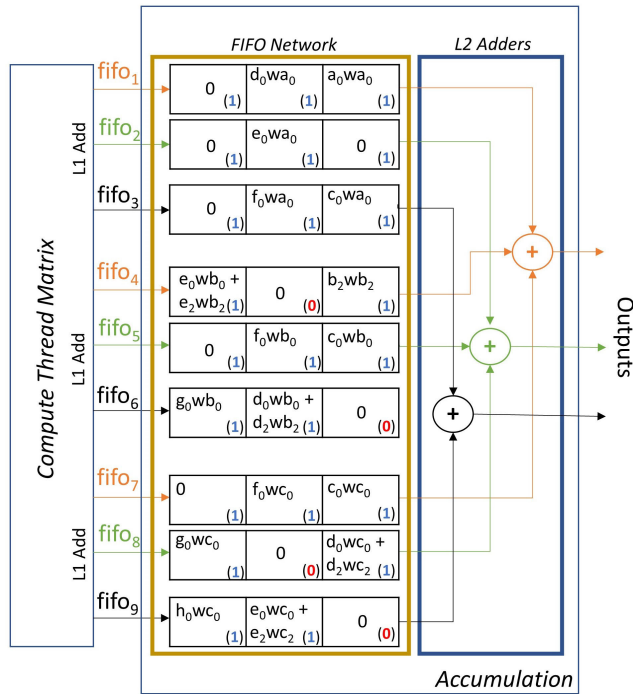 FIFO Network
L2 Adders
Compute Thread Matrix
L1 Add
L1 Add
L1 Add
fifo₁
0 (1)
d₀wa₀ (1)
a₀wa₀ (1)
fifo₂
0 (1)
e₀wa₀ (1)
0 (1)
fifo₃
0 (1)
f₀wa₀ (1)
c₀wa₀ (1)
fifo₄
e₀wb₀ +
e₂wb₂ (1)
0 (0)
b₂wb₂ (1)
fifo₅
0 (1)
f₀wb₀ (1)
c₀wb₀ (1)
fifo₆
g₀wb₀ (1)
d₀wb₀ +
d₂wb₂ (1)
0 (0)
fifo₇
0 (1)
f₀wc₀ (1)
c₀wc₀ (1)
fifo₈
g₀wc₀ (1)
0 (0)
d₀wc₀ +
d₂wc₂ (1)
fifo₉
h₀wc₀ (1)
e₀wc₀ +
e₂wc₂ (1)
0 (0)
+
+
+
Outputs
Accumulation